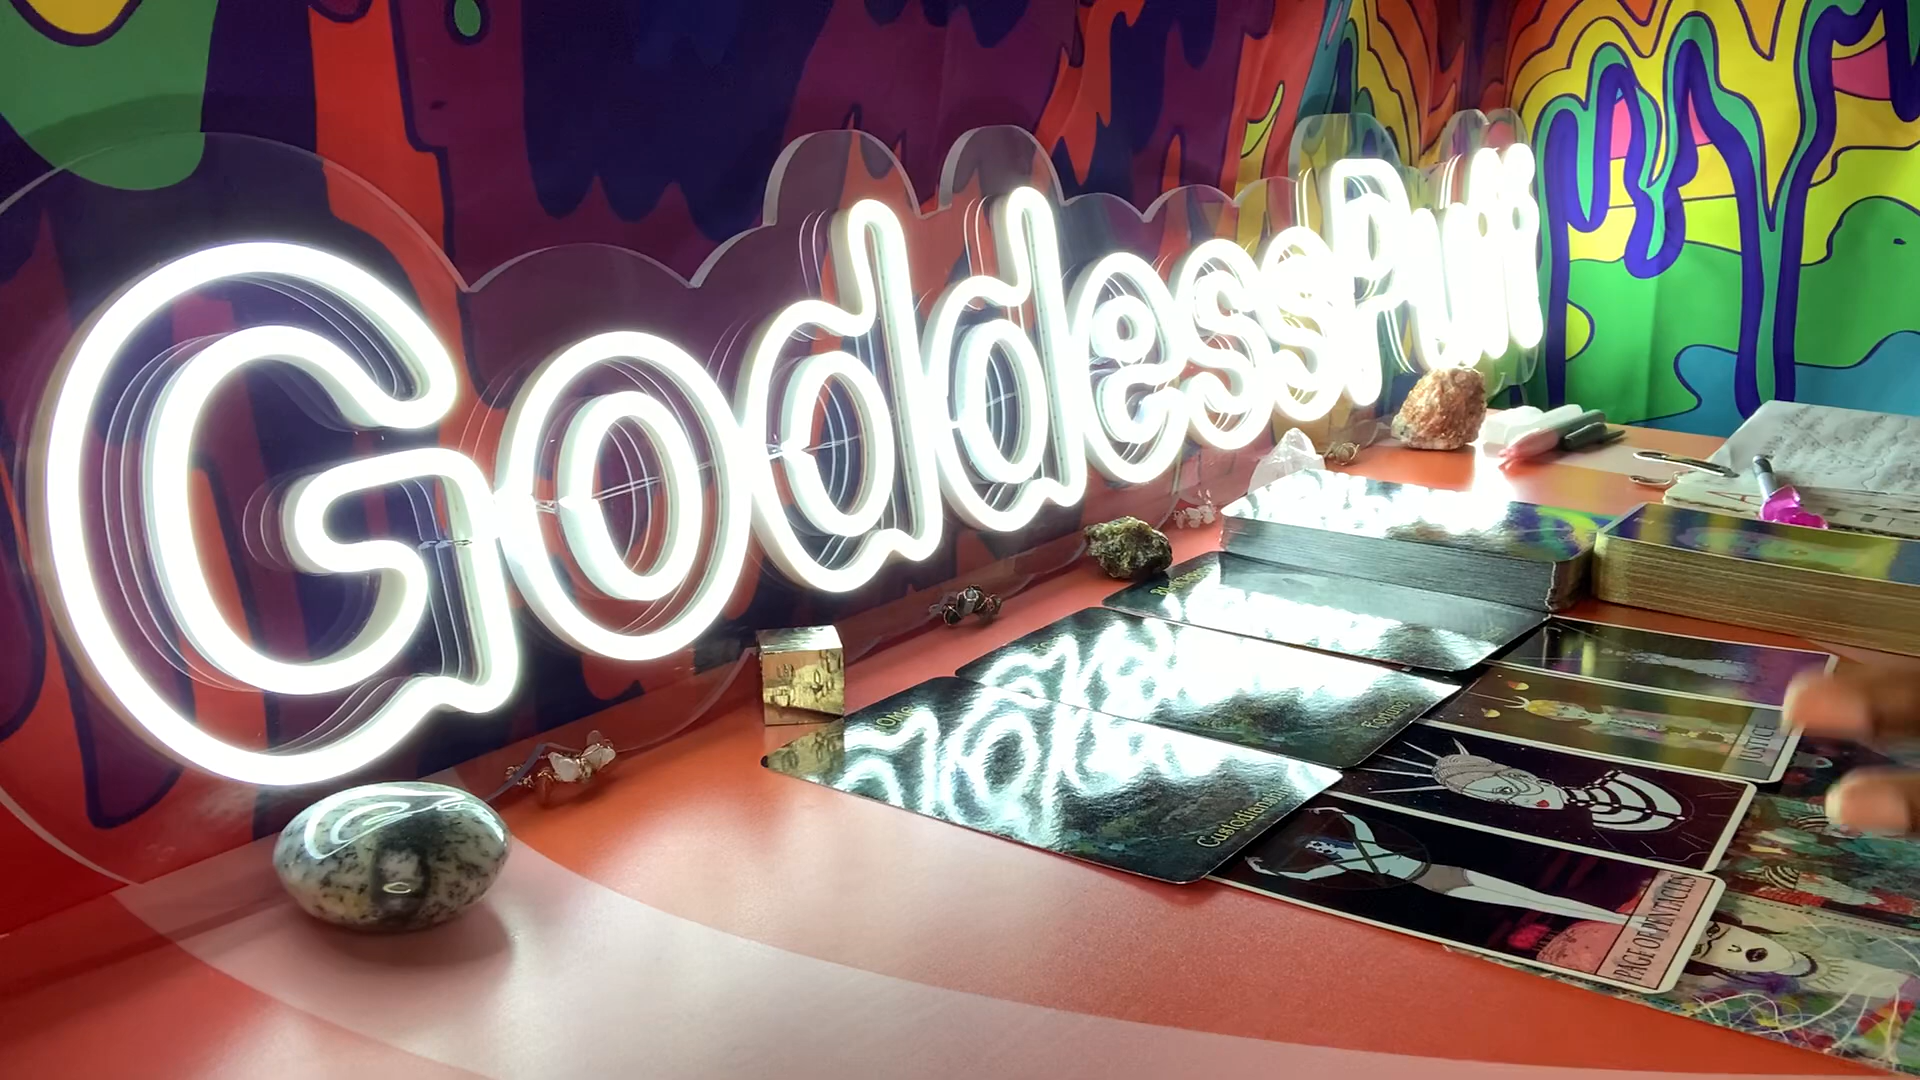 GoddessPuff
Fortune
Custodianship
JUSTICE
PAGE OF PENTACLES